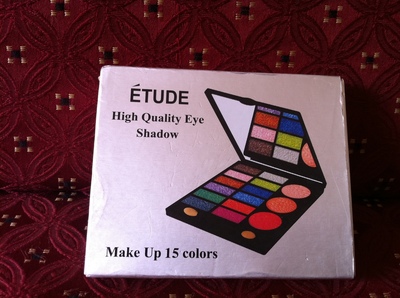 ÉTUDE
High Quality Eye
Shadow
Make Up 15 colors